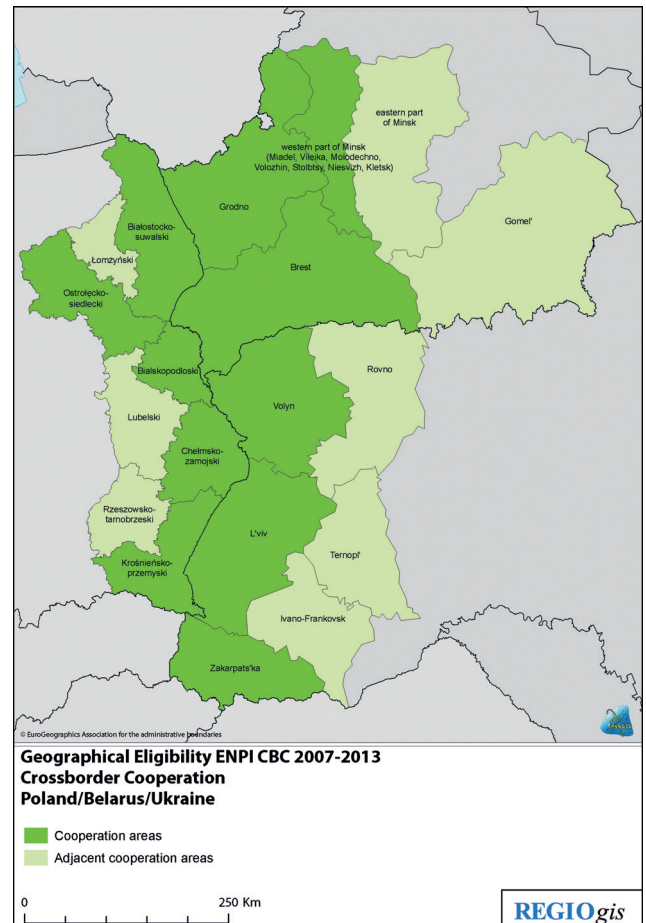 eastern part
of Minsk
western part of Minsk
(Miadel, Vilejka, Molodechno,
Volozhin, Stolbtsy, Niesvizh, Kletsk)
Grodno
Gomel'
Białostocko-
suwalski
Łomżyński
Brest
Ostrołęcko-
siedlecki
Bialskopodloski
Rovno
Volyn
Lubelski
Chełmsko-
zamojski
Rzeszowsko-
tarnobrzeski
L'viv
Ternopl'
Krośnieńsko-
przemyski
Ivano-Frankovsk
Zakarpats'ka
© EuroGeographics Association for the administrative boundaries
Geographical Eligibility ENPI CBC 2007-2013
Crossborder Cooperation
Poland/Belarus/Ukraine
Cooperation areas
Adjacent cooperation areas
0 250 Km
REGIOgis